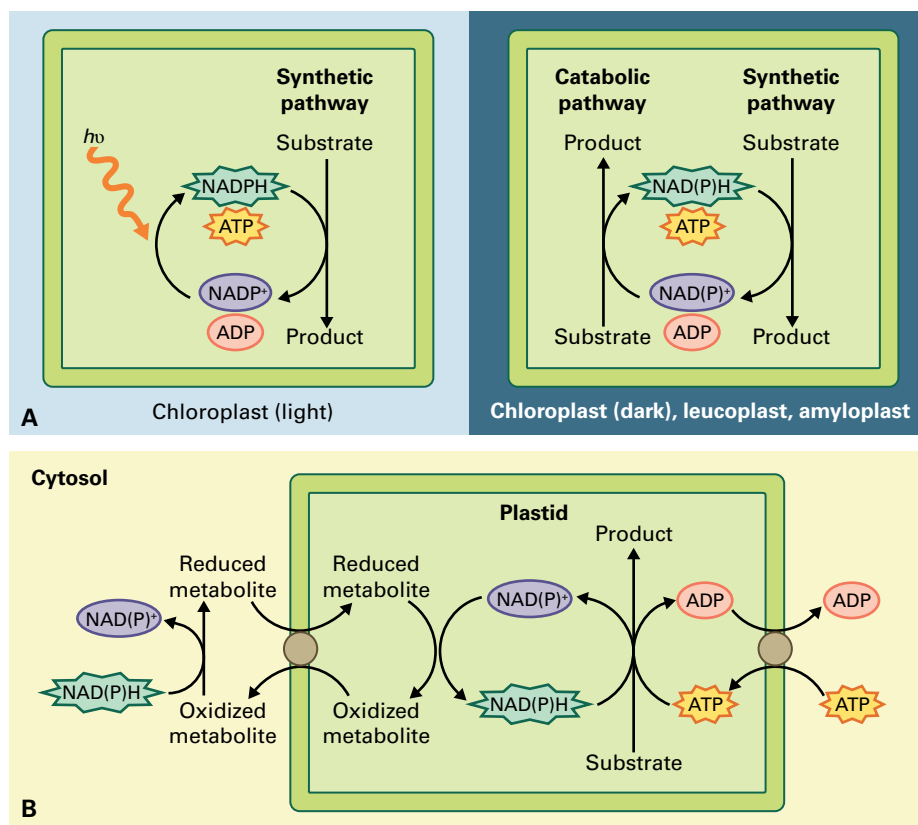 Synthetic
pathway
hυ
Substrate
NADPH
ATP
NADP⁺
ADP
Product
A
Chloroplast (light)
Catabolic
pathway
Synthetic
pathway
Product
Substrate
NAD(P)H
ATP
NAD(P)⁺
Substrate
ADP
Product
Chloroplast (dark), leucoplast, amyloplast
Cytosol
Plastid
Product
Reduced
metabolite
Reduced
metabolite
NAD(P)⁺
NAD(P)⁺
ADP
ADP
NAD(P)H
Oxidized
metabolite
Oxidized
metabolite
NAD(P)H
ATP
ATP
Substrate
B